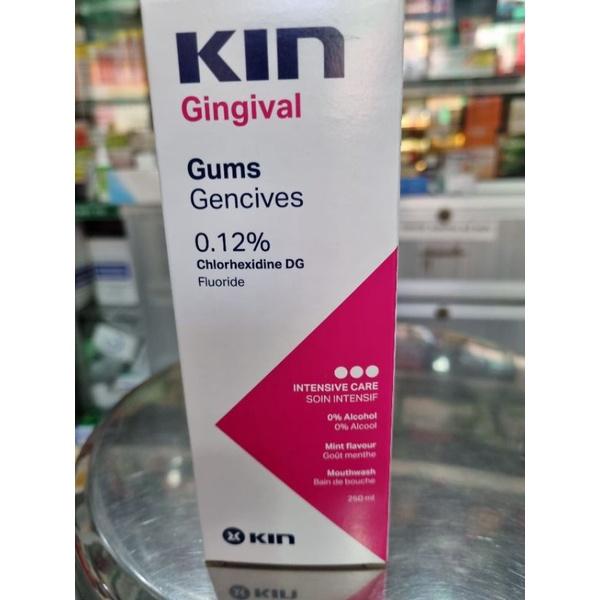 KIN
Gingival
Gums
Gencives
0.12%
Chlorhexidine DG
Fluoride
INTENSIVE CARE
SOIN INTENSIF
0% Alcohol
0% Alcool
Mint flavour
Goût menthe
Mouthwash
Bain de bouche
250 ml
KIN